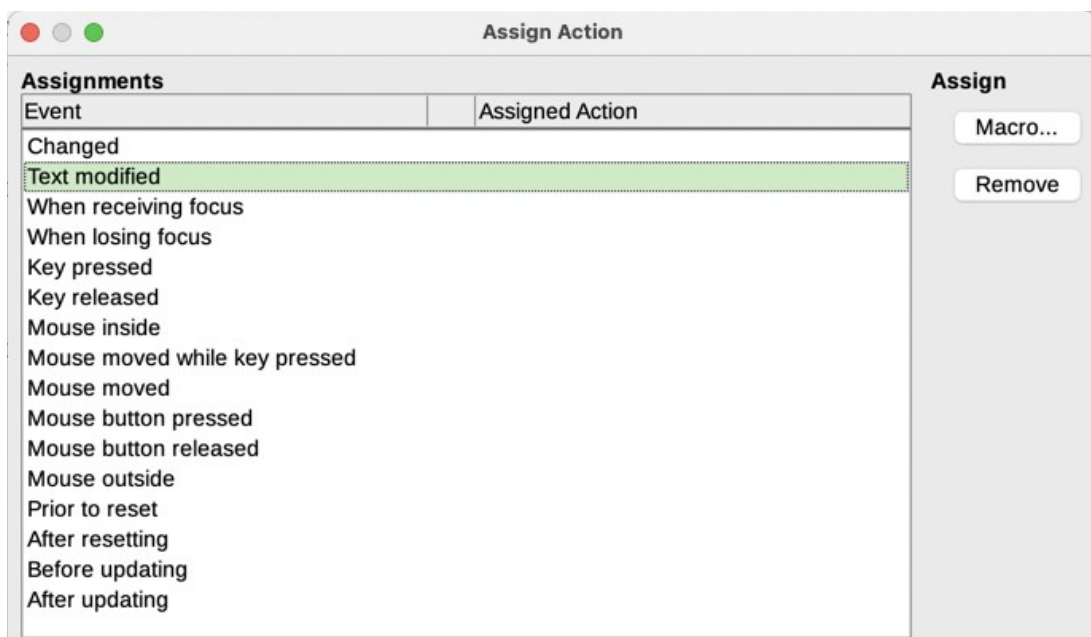 Assign Action
Assignments
Assign
Event Assigned Action
Macro...
Changed
Text modified
Remove
When receiving focus
When losing focus
Key pressed
Key released
Mouse inside
Mouse moved while key pressed
Mouse moved
Mouse button pressed
Mouse button released
Mouse outside
Prior to reset
After resetting
Before updating
After updating